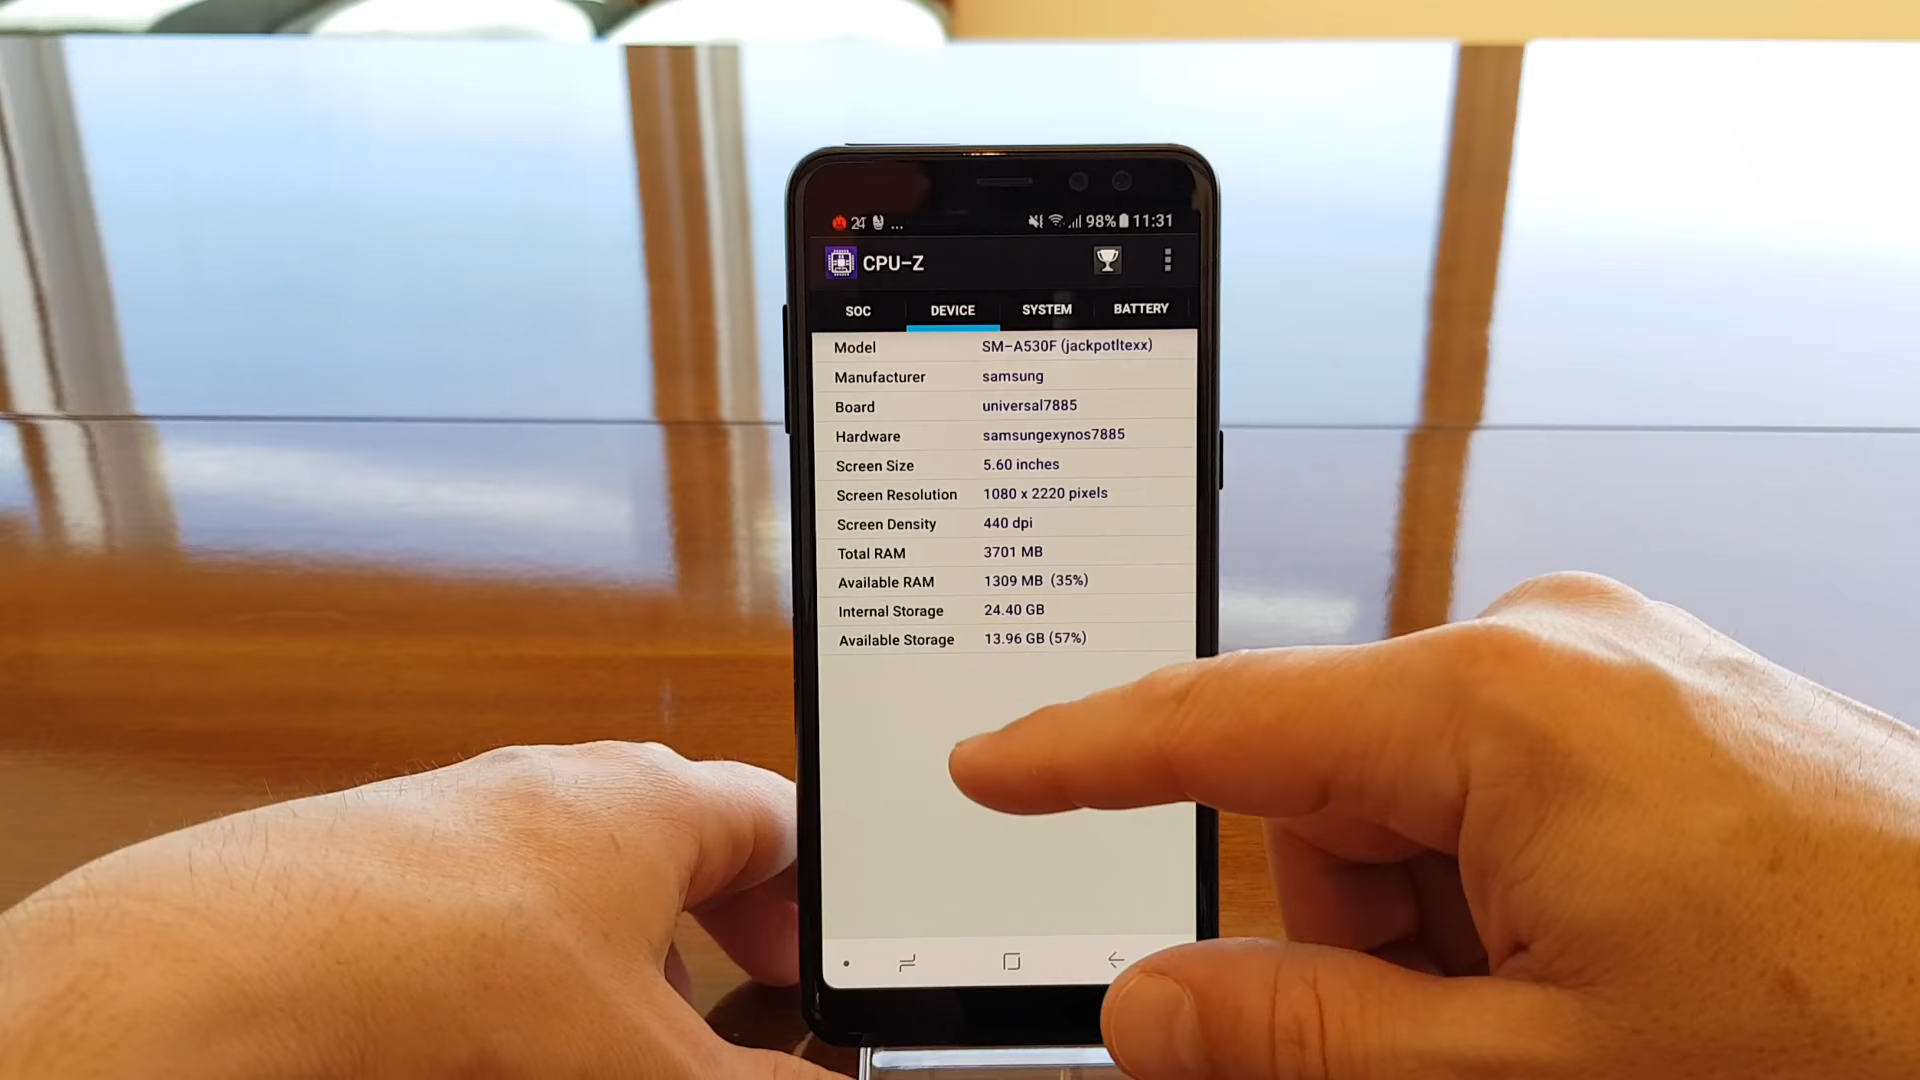 24 ... 98% 11:31
CPU-Z
SOC DEVICE SYSTEM BATTERY
Model SM-A530F (jackpotltexx)
Manufacturer samsung
Board universal7885
Hardware samsungexynos7885
Screen Size 5.60 inches
Screen Resolution 1080 x 2220 pixels
Screen Density 440 dpi
Total RAM 3701 MB
Available RAM 1309 MB (35%)
Internal Storage 24.40 GB
Available Storage 13.96 GB (57%)